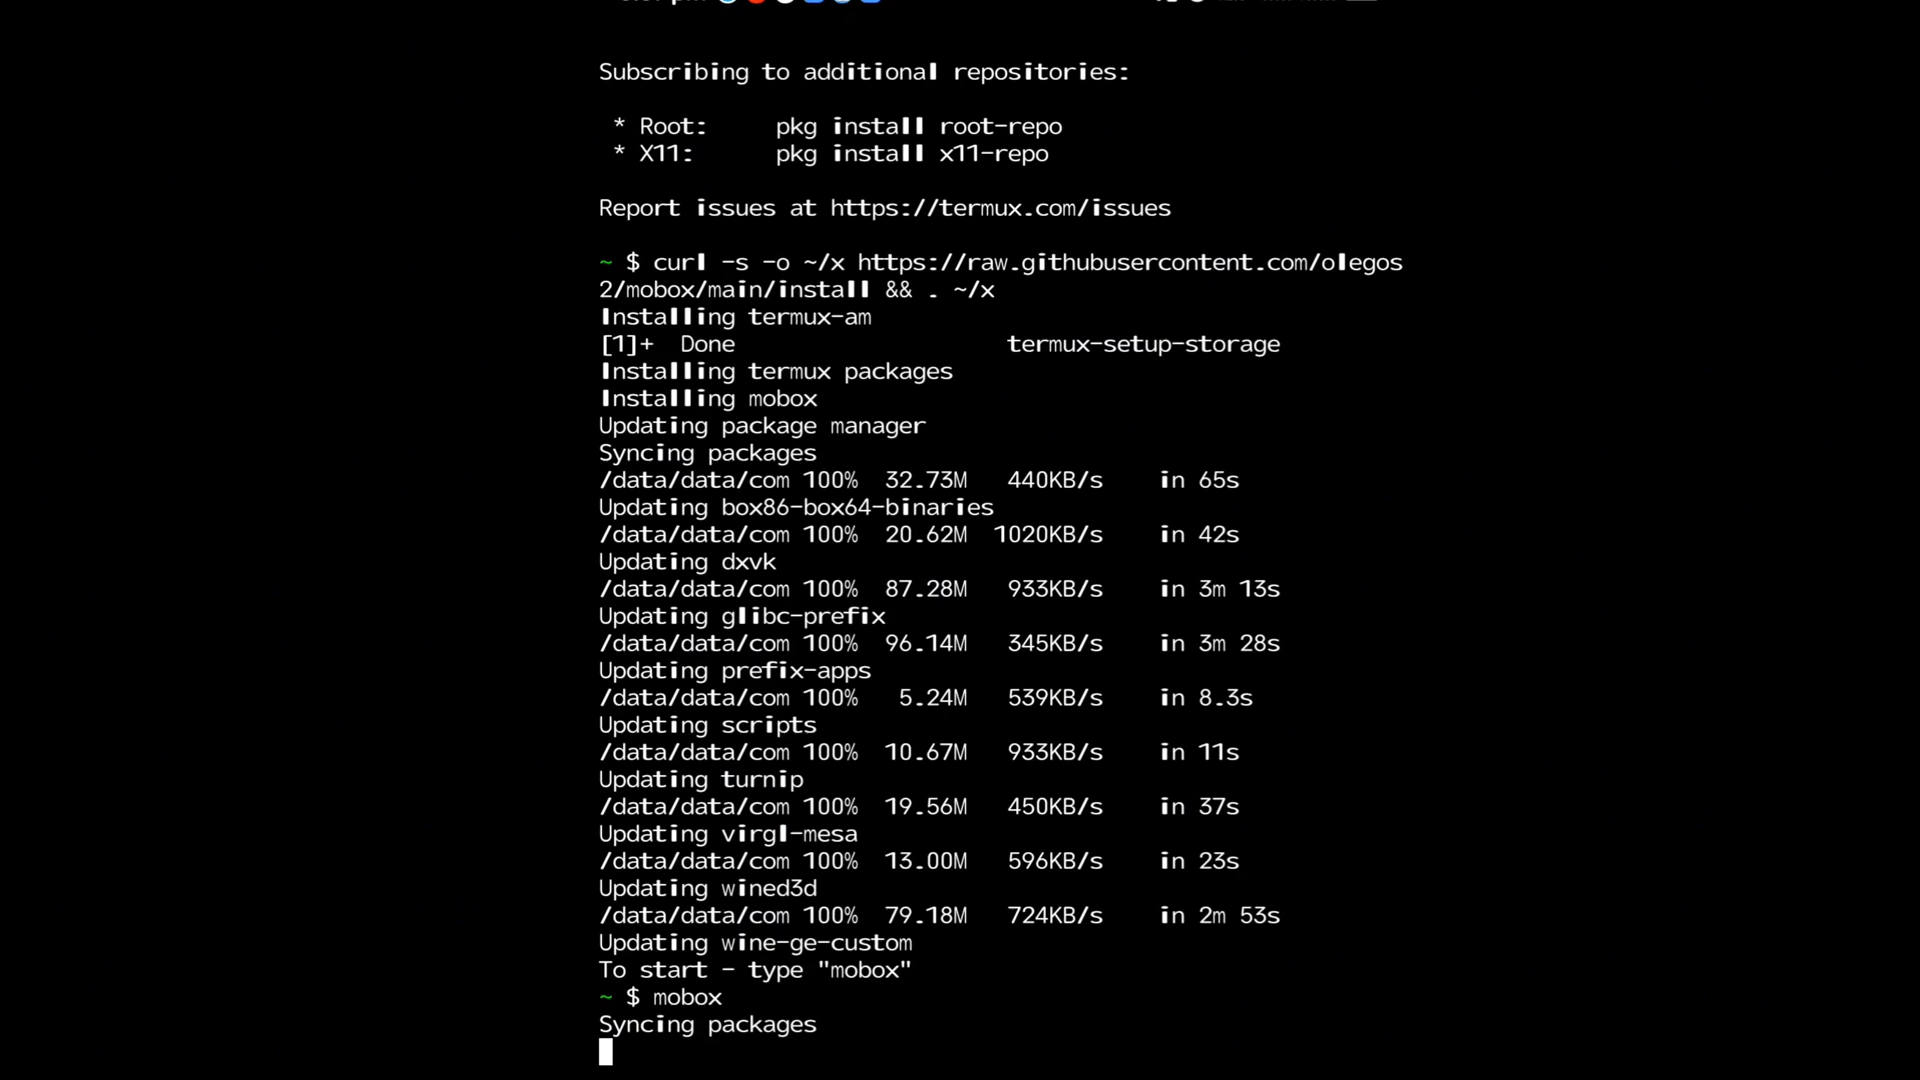 Subscribing to additional repositories:
* Root: pkg install root-repo
* X11: pkg install x11-repo
Report issues at https://termux.com/issues
~ $ curl -s -o ~/x https://raw.githubusercontent.com/olegos
2/mobox/main/install && . ~/x
Installing termux-am
[1]+ Done termux-setup-storage
Installing termux packages
Installing mobox
Updating package manager
Syncing packages
/data/data/com 100% 32.73M 440KB/s in 65s
Updating box86-box64-binaries
/data/data/com 100% 20.62M 1020KB/s in 42s
Updating dxvk
/data/data/com 100% 87.28M 933KB/s in 3m 13s
Updating glibc-prefix
/data/data/com 100% 96.14M 345KB/s in 3m 28s
Updating prefix-apps
/data/data/com 100% 5.24M 539KB/s in 8.3s
Updating scripts
/data/data/com 100% 10.67M 933KB/s in 11s
Updating turnip
/data/data/com 100% 19.56M 450KB/s in 37s
Updating virgl-mesa
/data/data/com 100% 13.00M 596KB/s in 23s
Updating wined3d
/data/data/com 100% 79.18M 724KB/s in 2m 53s
Updating wine-ge-custom
To start - type "mobox"
~ $ mobox
Syncing packages